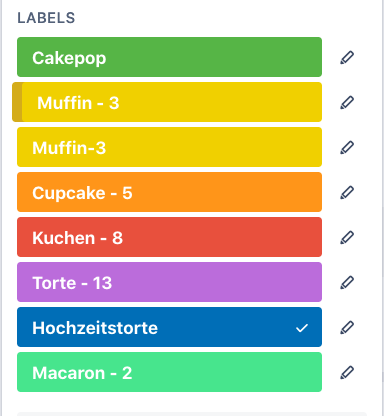 LABELS
Cakepop
Muffin - 3
Muffin-3
Cupcake - 5
Kuchen - 8
Torte - 13
Hochzeitstorte
Macaron - 2